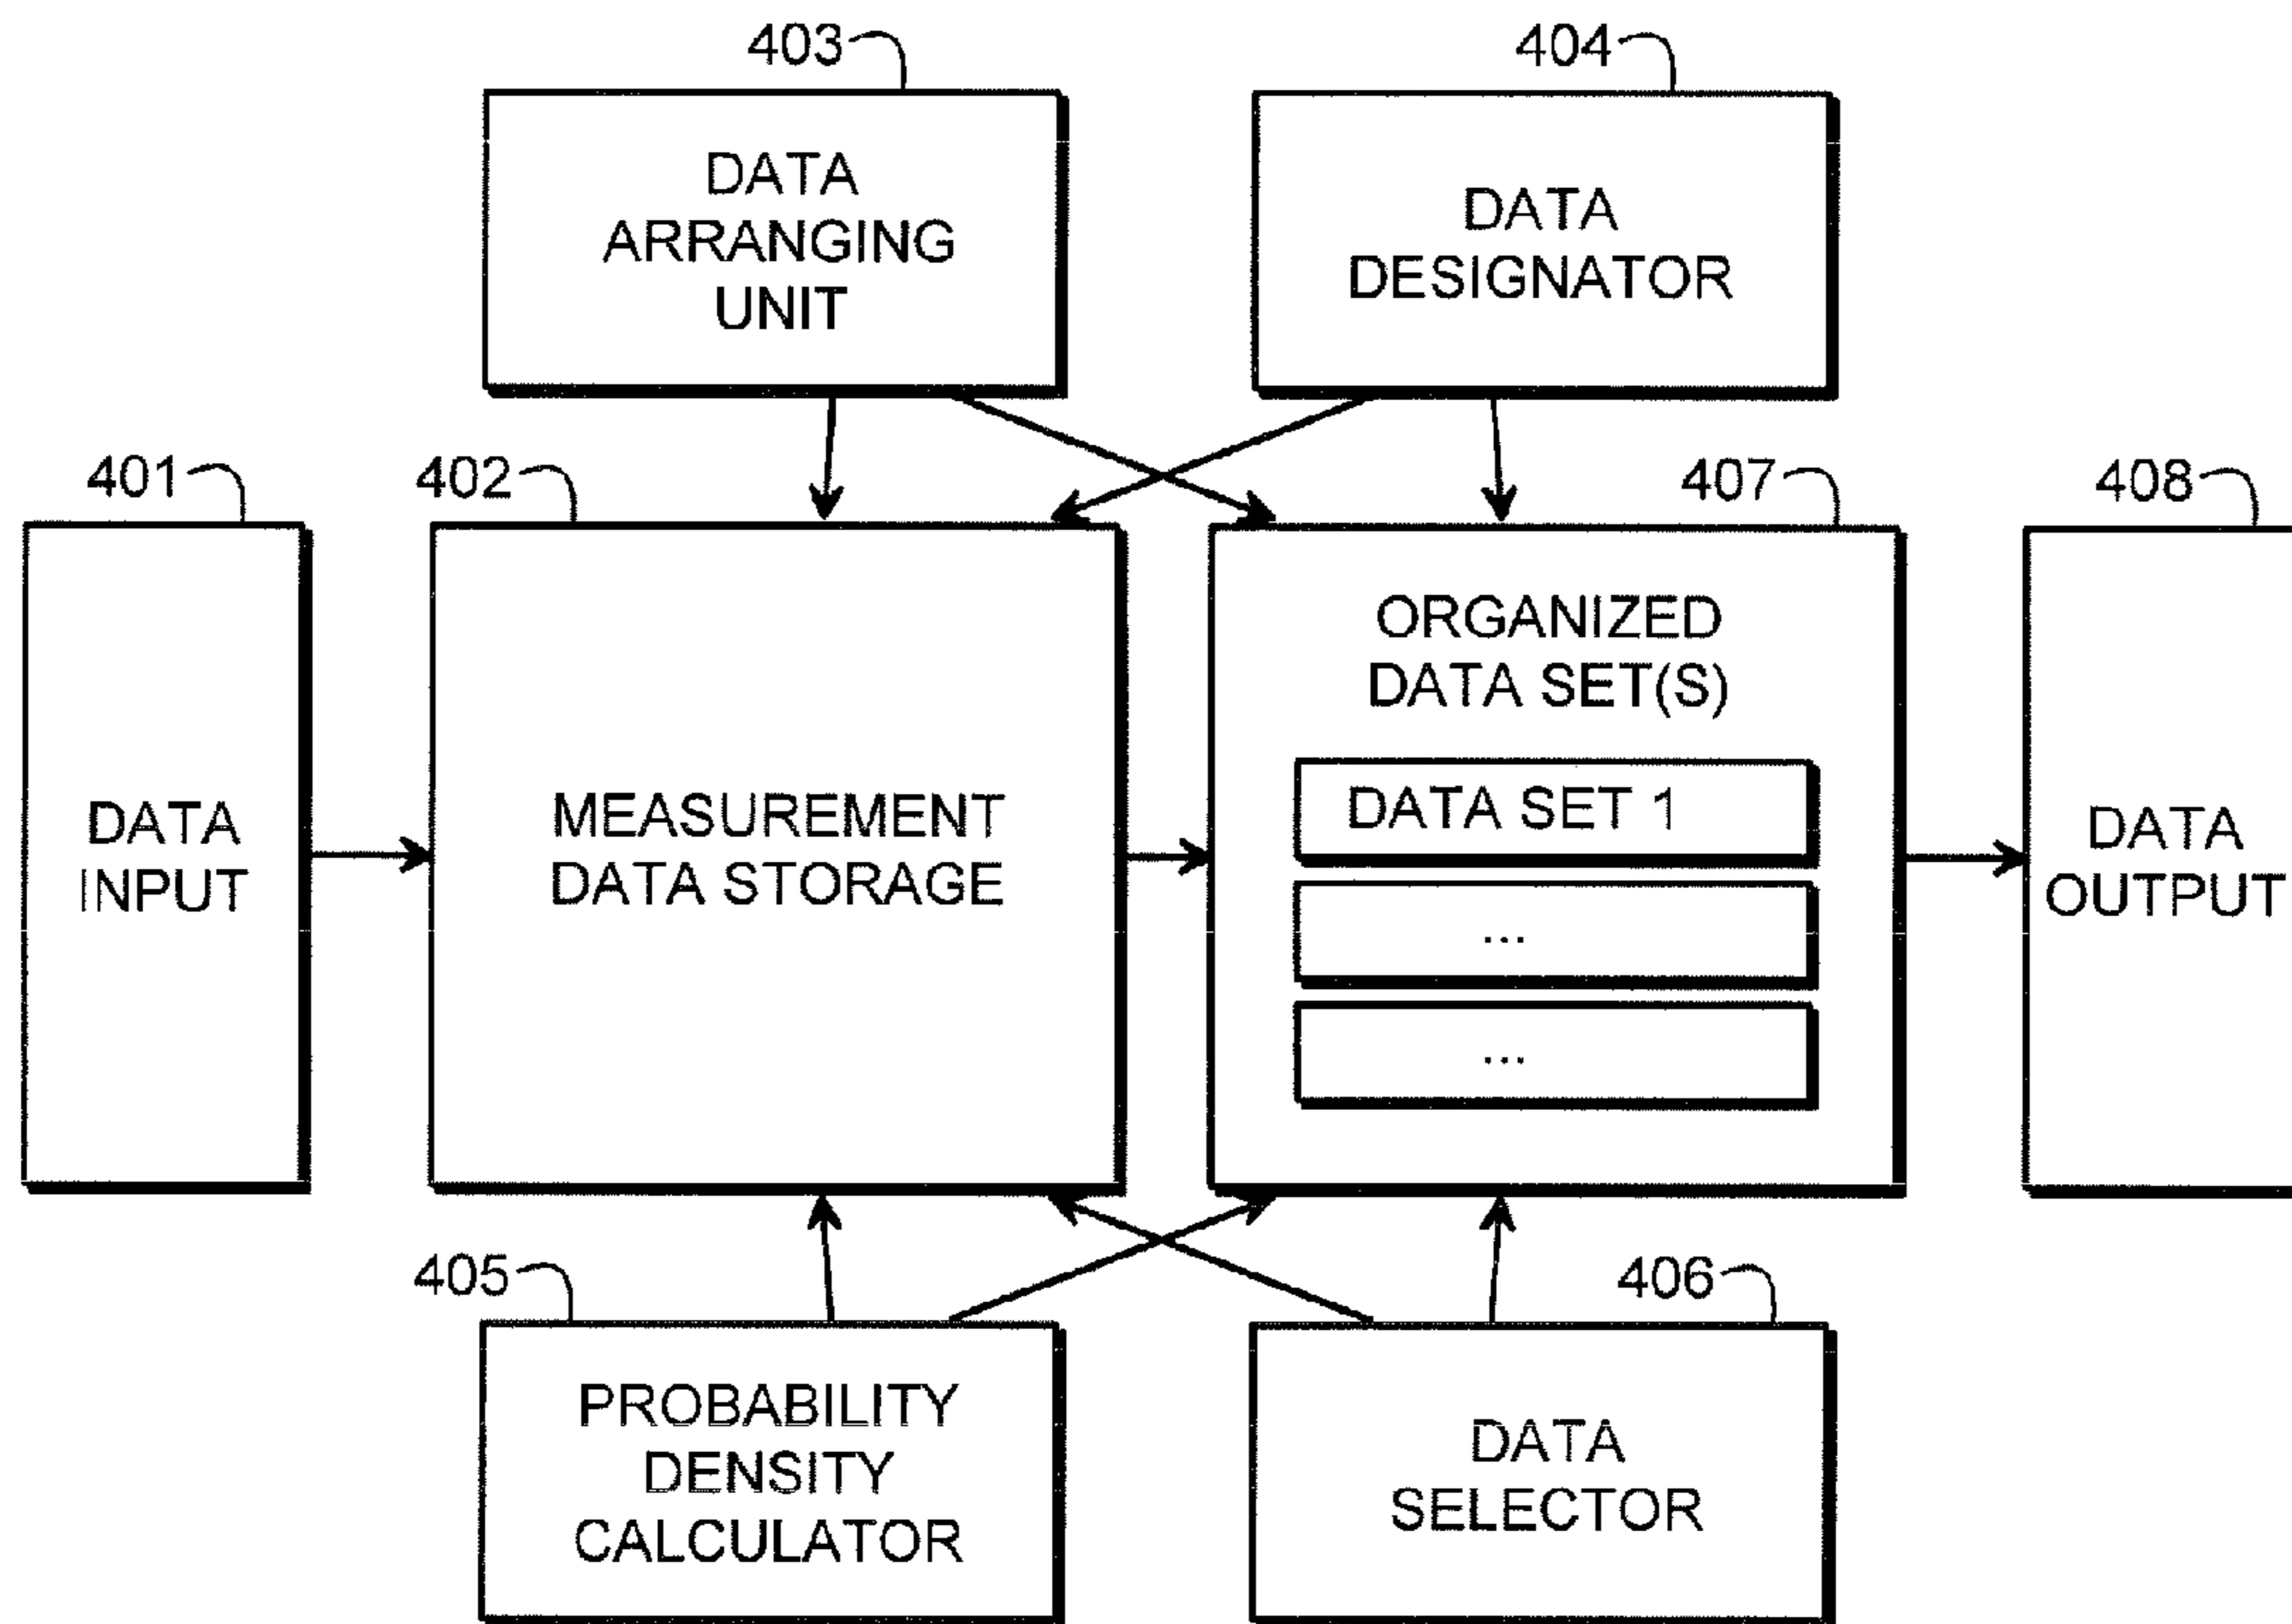 403
404
DATA
ARRANGING
UNIT
DATA
DESIGNATOR
401
402
407
408
DATA
INPUT
MEASUREMENT
DATA STORAGE
ORGANIZED
DATA SET(S)
DATA SET 1
...
...
DATA
OUTPUT
405
406
PROBABILITY
DENSITY
CALCULATOR
DATA
SELECTOR